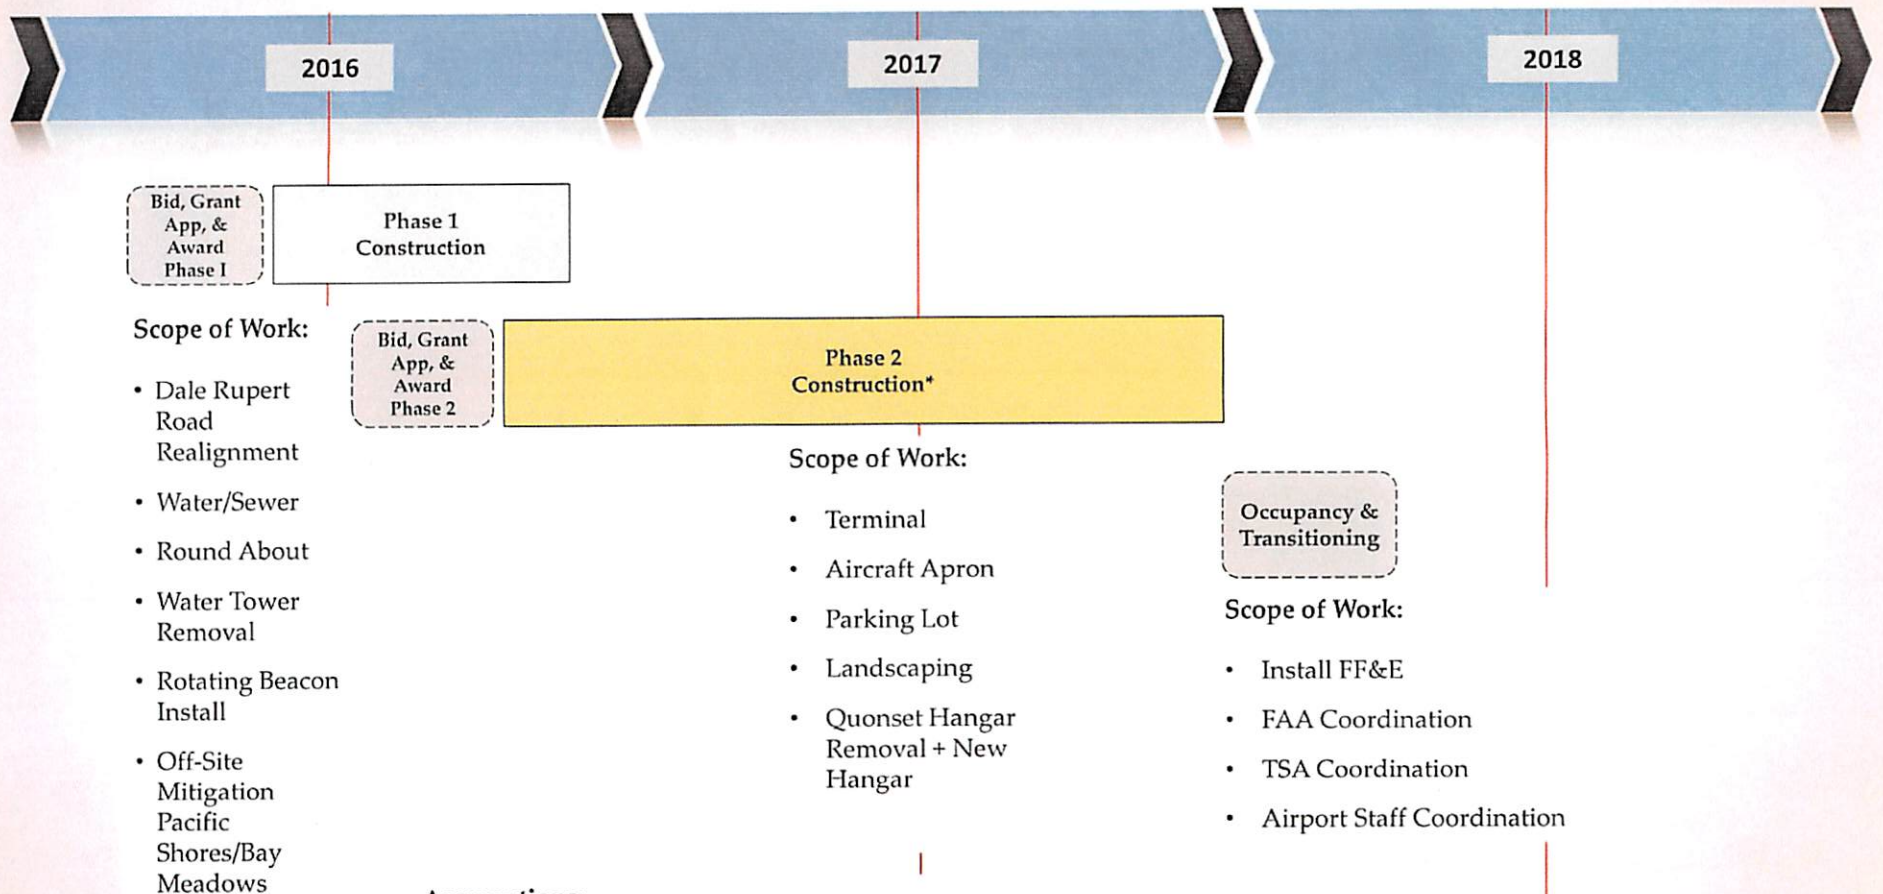 2016
2017
2018
Bid, Grant
App, &
Award
Phase I
Phase 1
Construction
Scope of Work:
• Dale Rupert
Road
Realignment
• Water/Sewer
• Round About
• Water Tower
Removal
• Rotating Beacon
Install
• Off-Site
Mitigation
Pacific
Shores/Bay
Meadows
Bid, Grant
App, &
Award
Phase 2
Phase 2
Construction*
Scope of Work:
• Terminal
• Aircraft Apron
• Parking Lot
• Landscaping
• Quonset Hangar
Removal + New
Hangar
Occupancy &
Transitioning
Scope of Work:
• Install FF&E
• FAA Coordination
• TSA Coordination
• Airport Staff Coordination